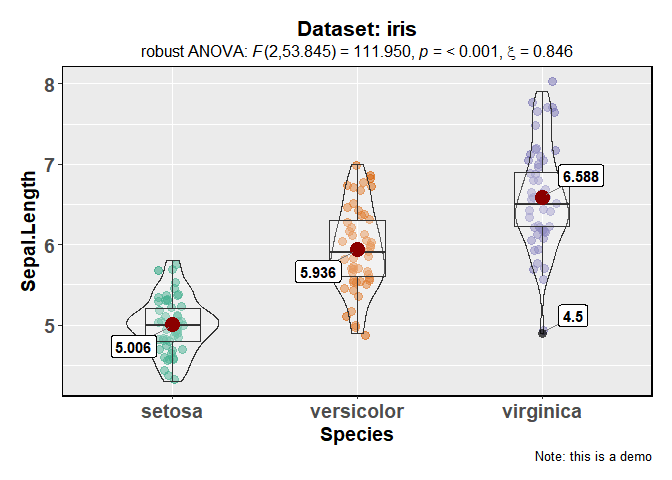 Dataset: iris
robust ANOVA: F(2,53.845) = 111.950, p = < 0.001, ξ = 0.846
Sepal.Length
8
7
6
5
6.588
5.936
4.5
5.006
setosa versicolor virginica
Species
Note: this is a demo